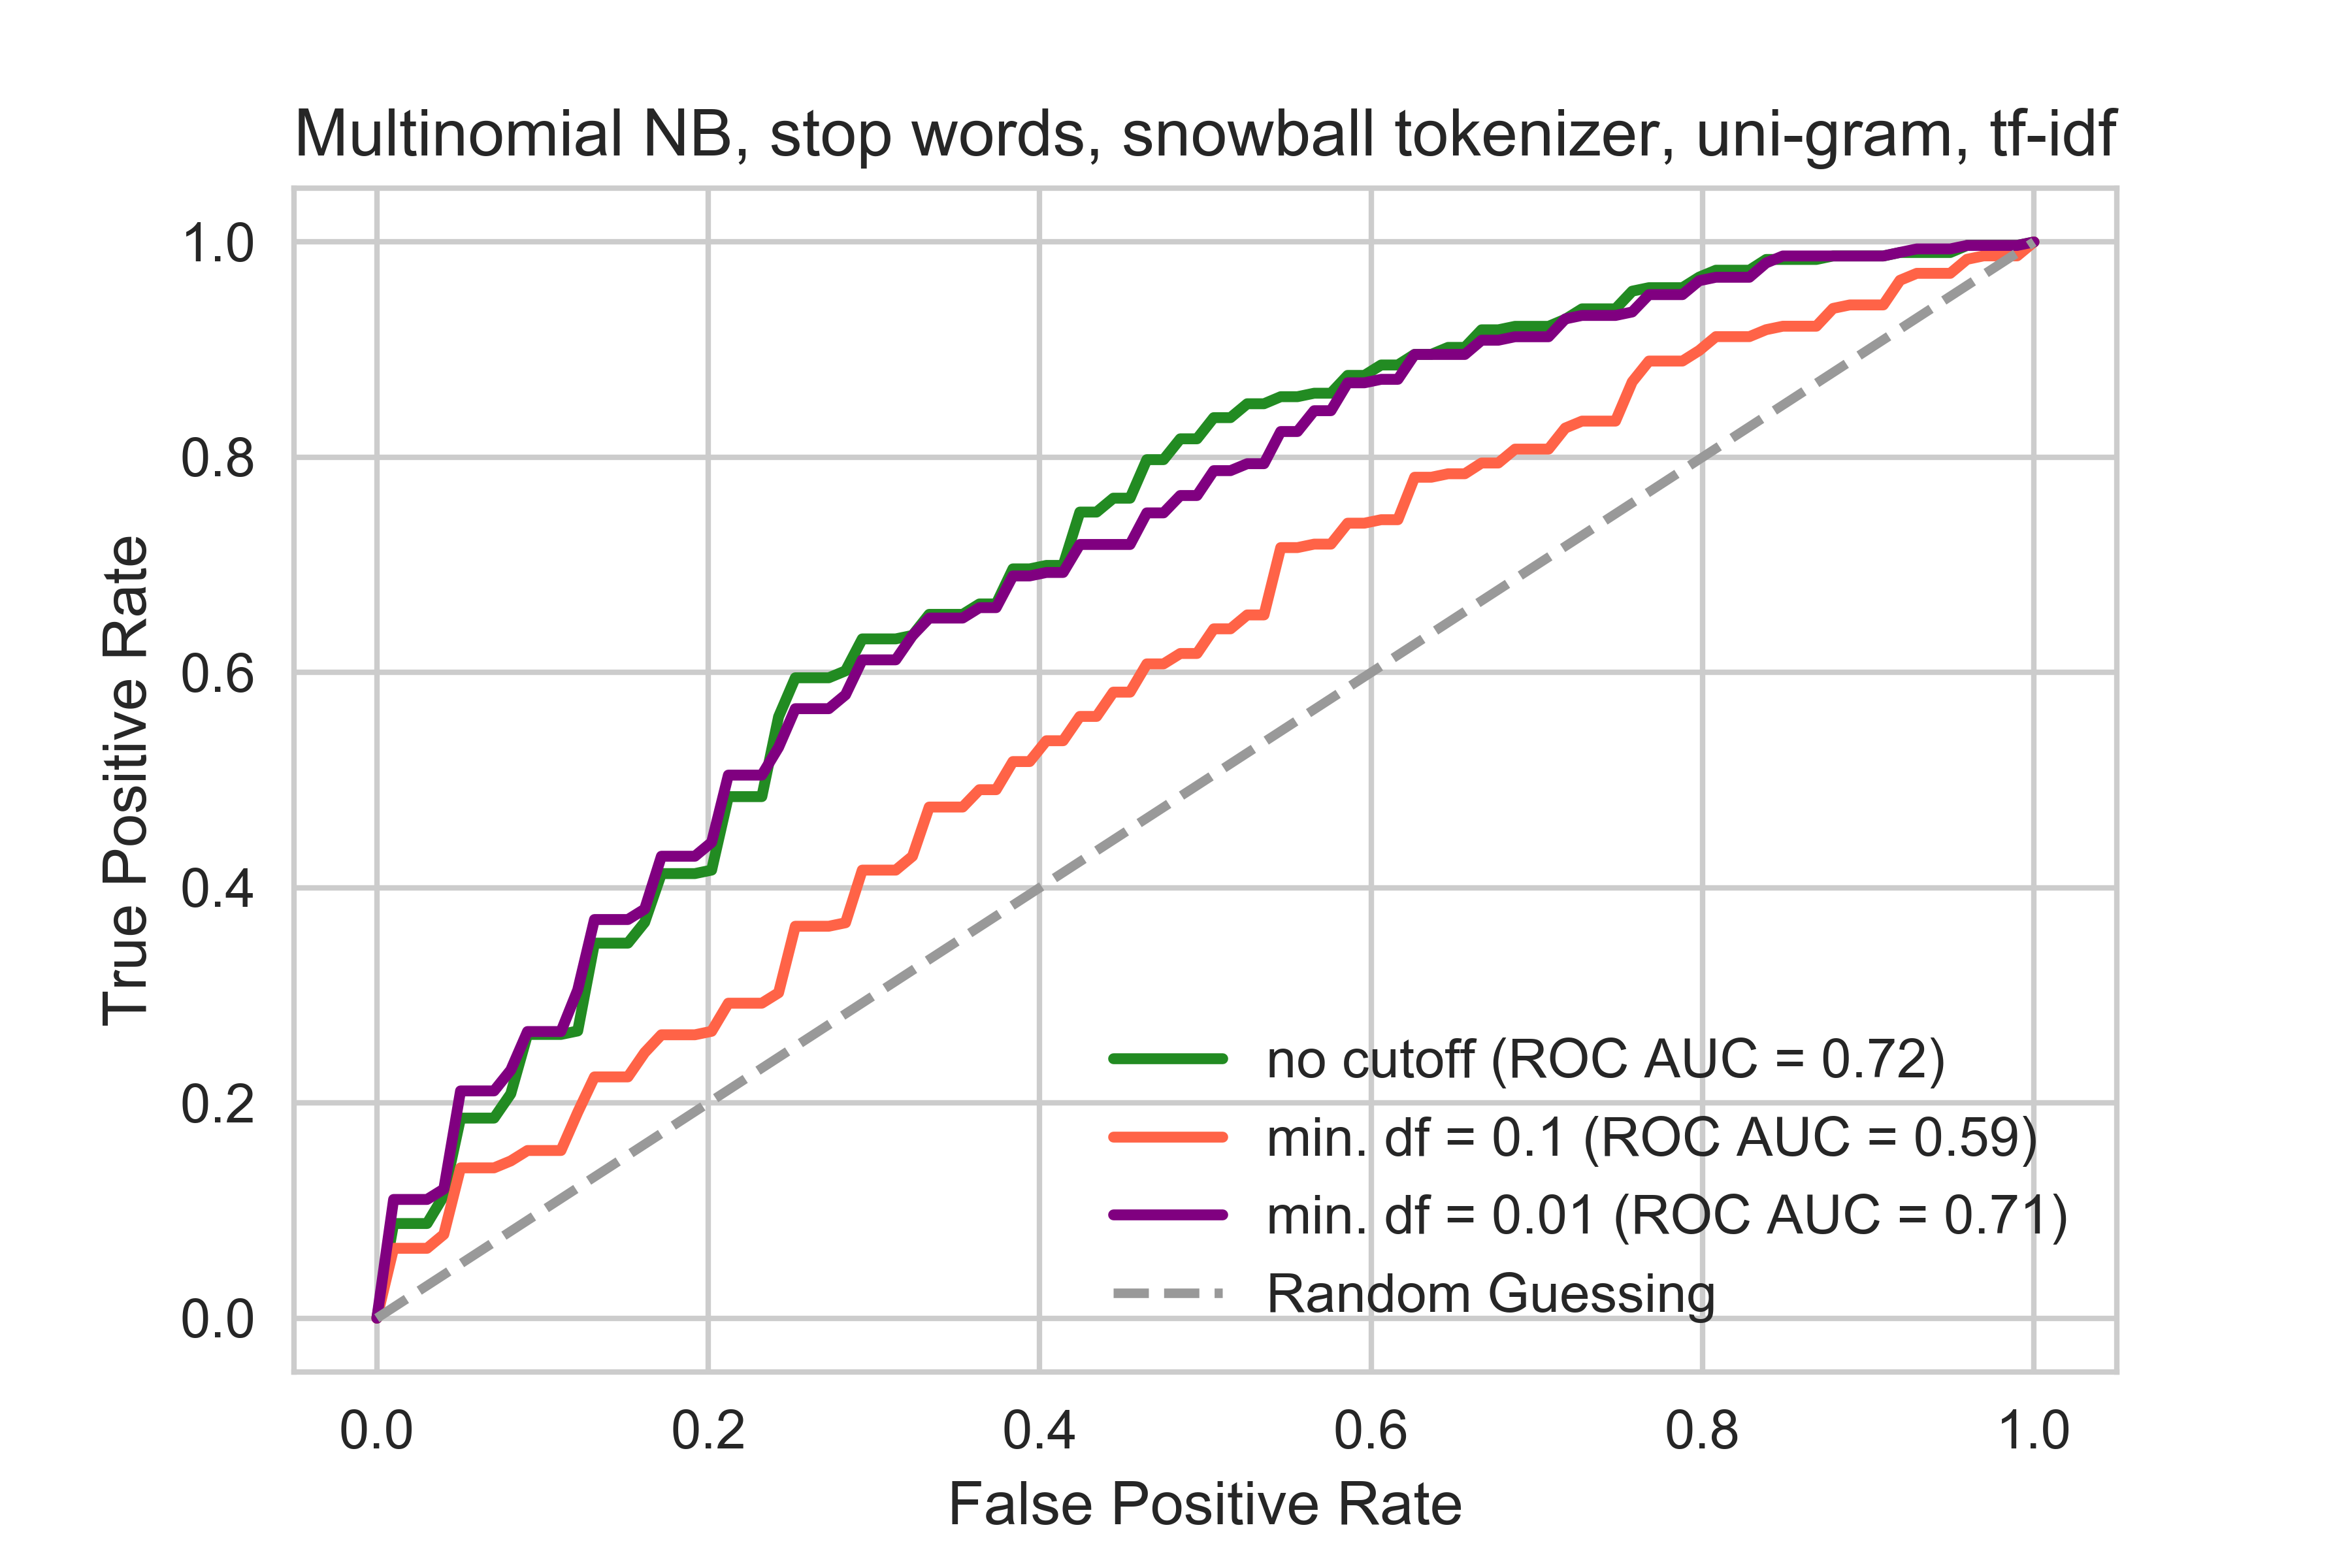 Multinomial NB, stop words, snowball tokenizer, uni-gram, tf-idf
True Positive Rate
1.0
0.8
0.6
0.4
0.2
0.0
no cutoff (ROC AUC = 0.72)
min. df = 0.1 (ROC AUC = 0.59)
min. df = 0.01 (ROC AUC = 0.71)
Random Guessing
0.0 0.2 0.4 0.6 0.8 1.0
False Positive Rate